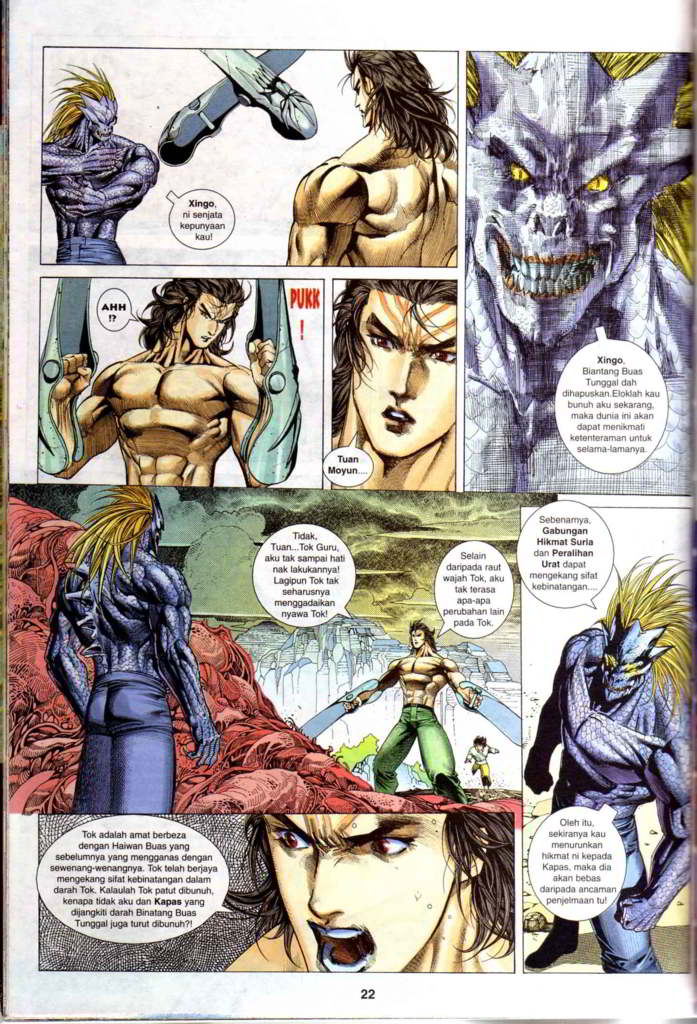 Xingo,
ni senjata
kepunyaan
kau!
Xingo,
Biantang Buas
Tunggal dah
dihapuskan.Eloklah kau
bunuh aku sekarang,
maka dunia ini akan
dapat menikmati
ketenteraman untuk
selama-lamanya.
AHH
!?
PUKK
!
Tuan
Moyun....
Tidak,
Tuan...Tok Guru,
aku tak sampai hati
nak lakukannya!
Lagipun Tok tak
seharusnya
menggadaikan
nyawa Tok!
Selain
daripada raut
wajah Tok, aku
tak terasa
apa-apa
perubahan lain
pada Tok.
Sebenarnya,
Gabungan
Hikmat Suria
dan Peralihan
Urat dapat
mengekang sifat
kebinatangan....
Tok adalah amat berbeza
dengan Haiwan Buas yang
sebelumnya yang mengganas dengan
sewenang-wenangnya. Tok telah berjaya
mengekang sifat kebinatangan dalam
darah Tok. Kalaulah Tok patut dibunuh,
kenapa tidak aku dan Kapas yang
dijangkiti darah Binatang Buas
Tunggal juga turut dibunuh?!
Oleh itu,
sekiranya kau
menurunkan
hikmat ni kepada
Kapas, maka dia
akan bebas
daripada ancaman
penjelmaan tu!
22